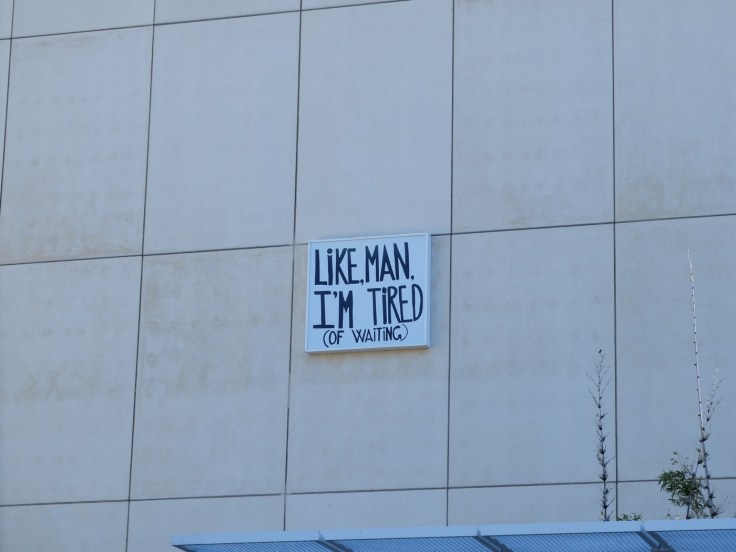 LiKE, MAN,
I'M TiRED
(OF WAiTiNG)